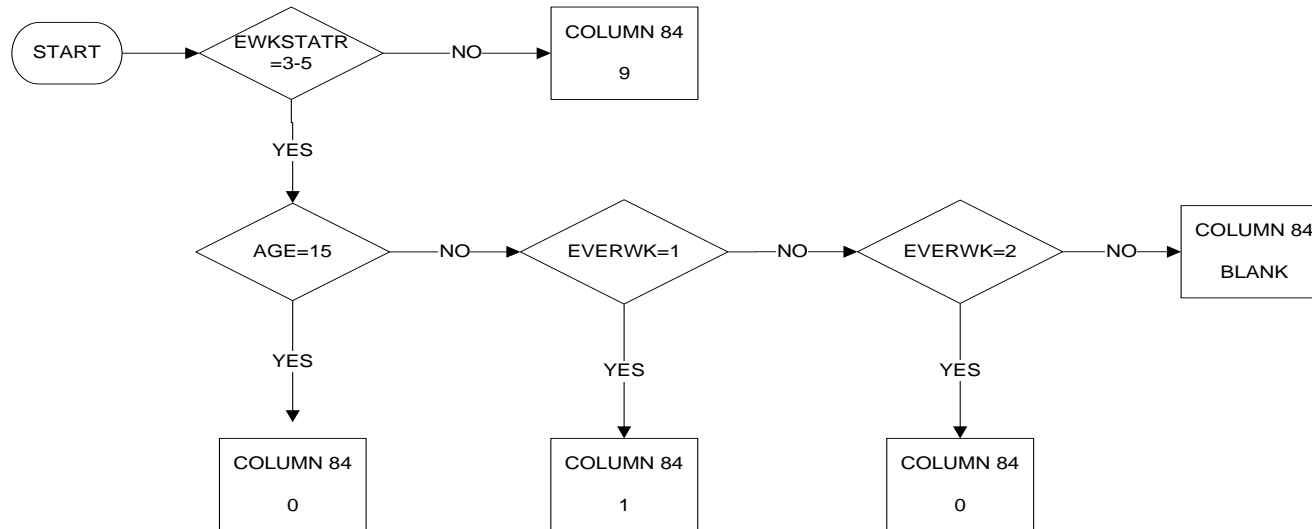 START
EWKSTATR
=3-5
NO
COLUMN 84
9
YES
AGE=15
NO
EVERWK=1
NO
EVERWK=2
NO
COLUMN 84
BLANK
YES
YES
YES
COLUMN 84
0
COLUMN 84
1
COLUMN 84
0